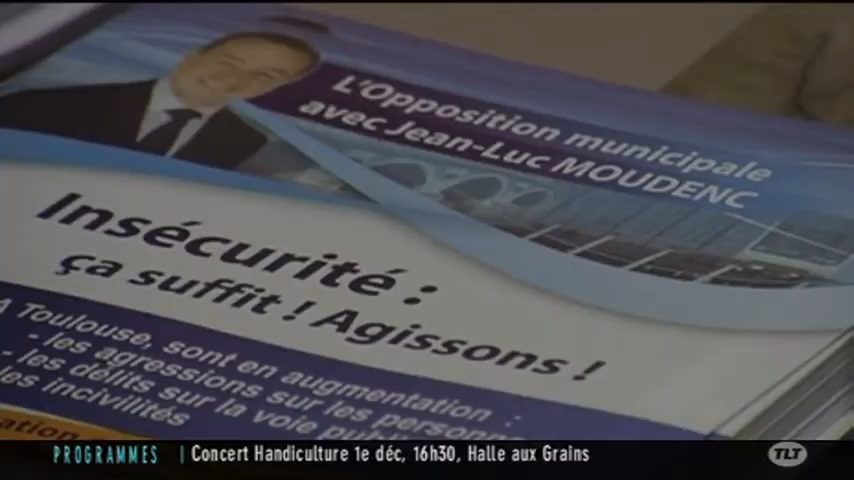 L'Opposition municipale
avec Jean-Luc MOUDENC
Insécurité :
ça suffit ! Agissons !
A Toulouse, sont en augmentation :
- les agressions sur les
- les délits sur la voie
les incivilités
PROGRAMMES | Concert Handiculture 1e déc, 16h30, Halle aux Grains
TLT